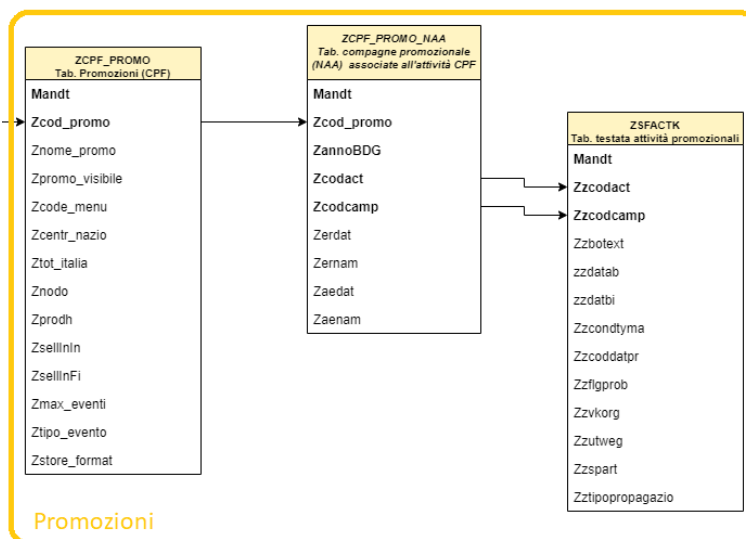 ZCPF_PROMO
Tab. Promozioni (CPF)
Mandt
Zcod_promo
Znome_promo
Zpromo_visibile
Zcode_menu
Zcentr_nazio
Ztot_italia
Znodo
Zprodh
ZsellInIn
ZsellInFi
Zmax_eventi
Ztipo_evento
Zstore_format
ZCPF_PROMO_NAA
Tab. compagne promozionale
(NAA) associate all'attività CPF
Mandt
Zcod_promo
ZannoBDG
Zcodact
Zcodcamp
Zerdat
Zernam
Zaedat
Zaenam
ZSFACTK
Tab. testata attività promozionali
Mandt
Zzcodact
Zzcodcamp
Zzbotext
zzdatab
zzdatbi
Zzcondtyma
Zzcoddatpr
Zzflgprob
Zzvkorg
Zzutweg
Zzspart
Zztipopropagazio
Promozioni